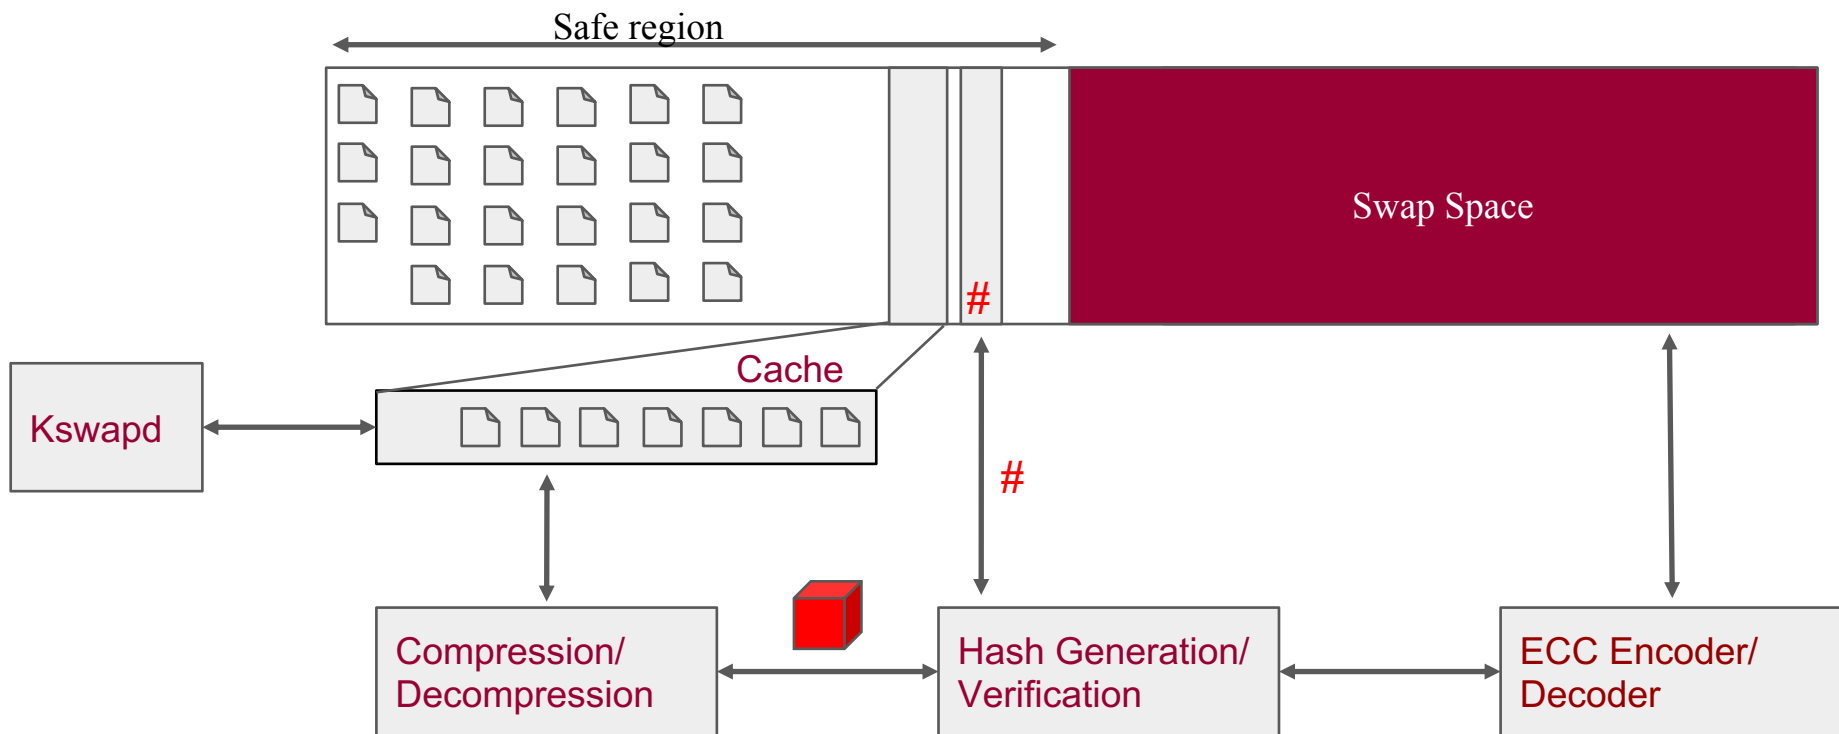 Safe region
Swap Space
#
Cache
Kswapd
#
Compression/
Decompression
Hash Generation/
Verification
ECC Encoder/
Decoder